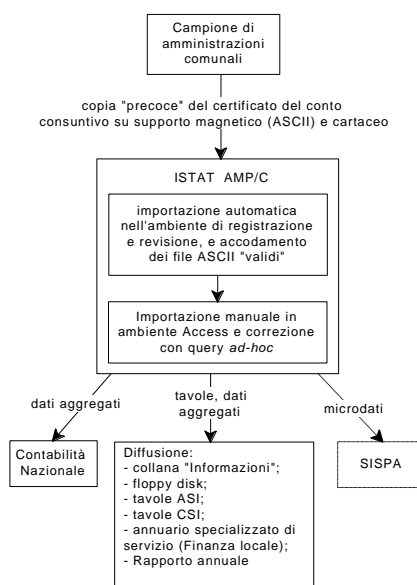 Campione di
amministrazioni
comunali
copia "precoce" del certificato del conto
consuntivo su supporto magnetico (ASCII) e cartaceo
ISTAT AMP/C
importazione automatica
nell'ambiente di registrazione
e revisione, e accodamento
dei file ASCII "validi"
Importazione manuale in
ambiente Access e correzione
con query ad-hoc
dati aggregati
tavole, dati
aggregati
microdati
Contabilità
Nazionale
Diffusione:
- collana "Informazioni";
- floppy disk;
- tavole ASI;
- tavole CSI;
- annuario specializzato di
servizio (Finanza locale);
- Rapporto annuale
SISPA